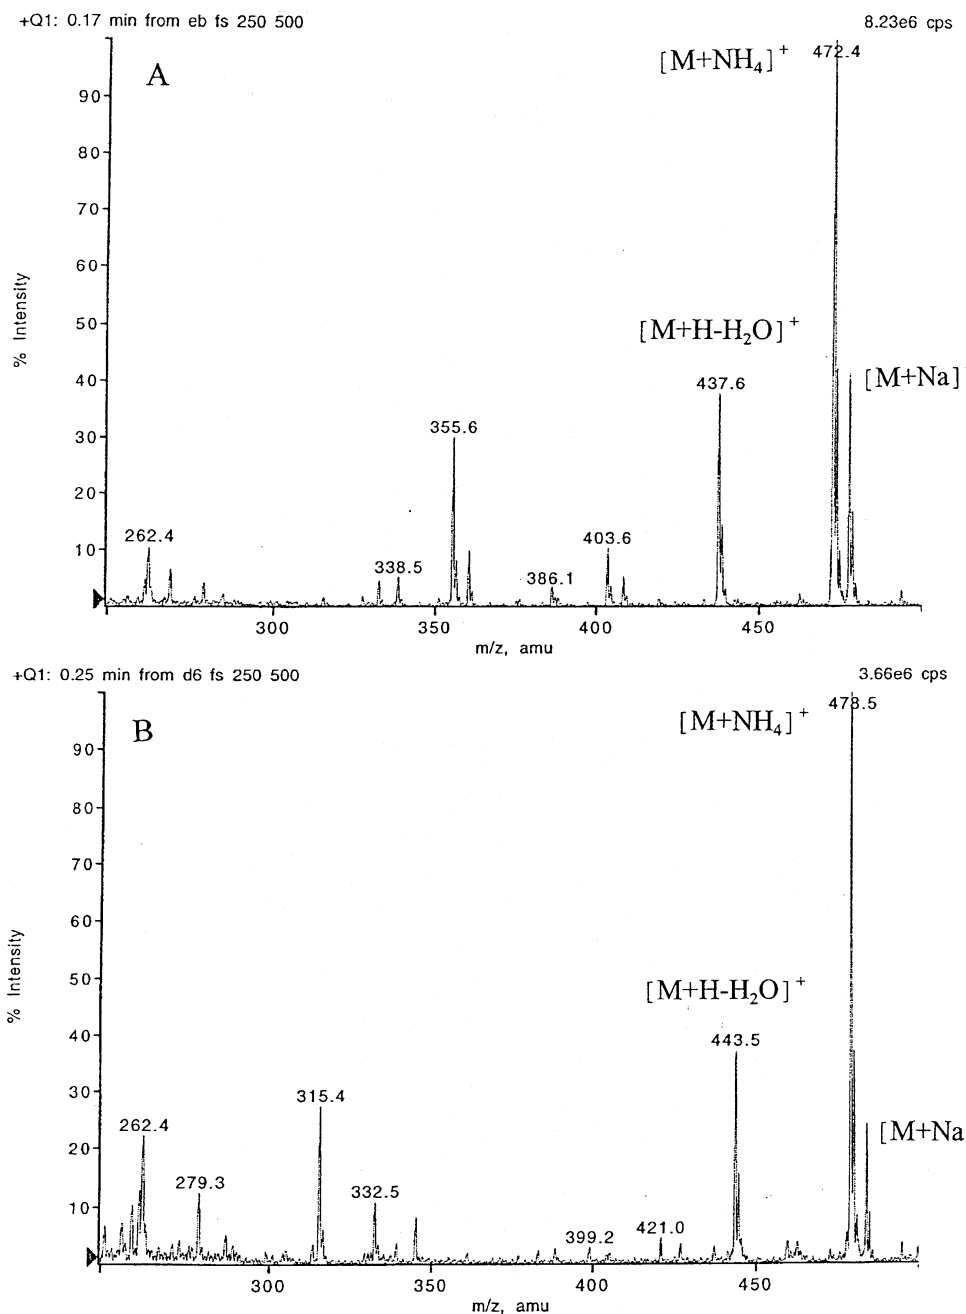 +Q1: 0.17 min from eb fs 250 500 8.23e6 cps
A
[M+NH4]+ 472.4
90
80
70
60
50
40
30
20
10
% Intensity
[M+H-H2O]+
437.6
[M+Na]
355.6
262.4
338.5
386.1
403.6
300 350 400 450
m/z, amu
+Q1: 0.25 min from d6 fs 250 500 3.66e6 cps
B
[M+NH4]+ 478.5
90
80
70
60
50
40
30
20
10
% Intensity
[M+H-H2O]+
443.5
[M+Na
315.4
262.4
279.3
332.5
399.2
421.0
300 350 400 450
m/z, amu